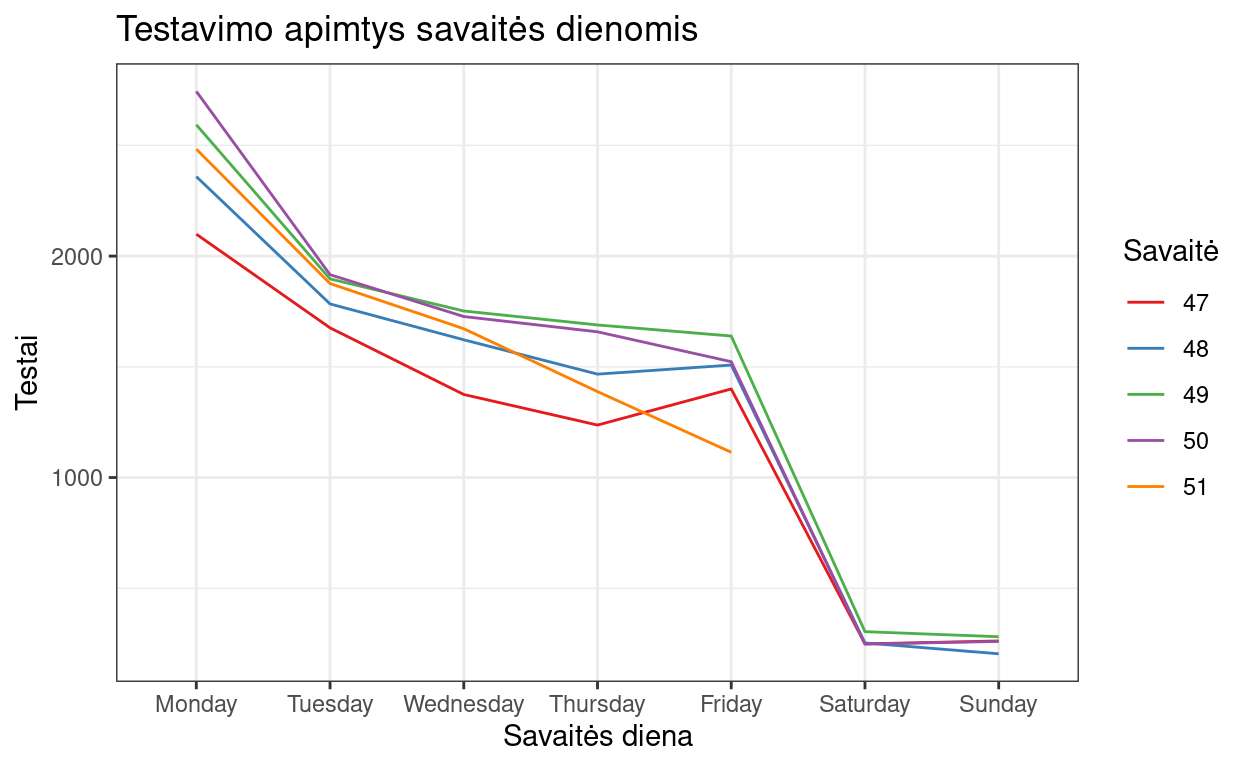 Testavimo apimtys savaitės dienomis
Testai
2000
1000
Monday Tuesday Wednesday Thursday Friday Saturday Sunday
Savaitės diena
Savaitė
47
48
49
50
51